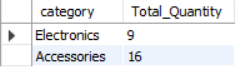 category Total_Quantity
Electronics 9
Accessories 16